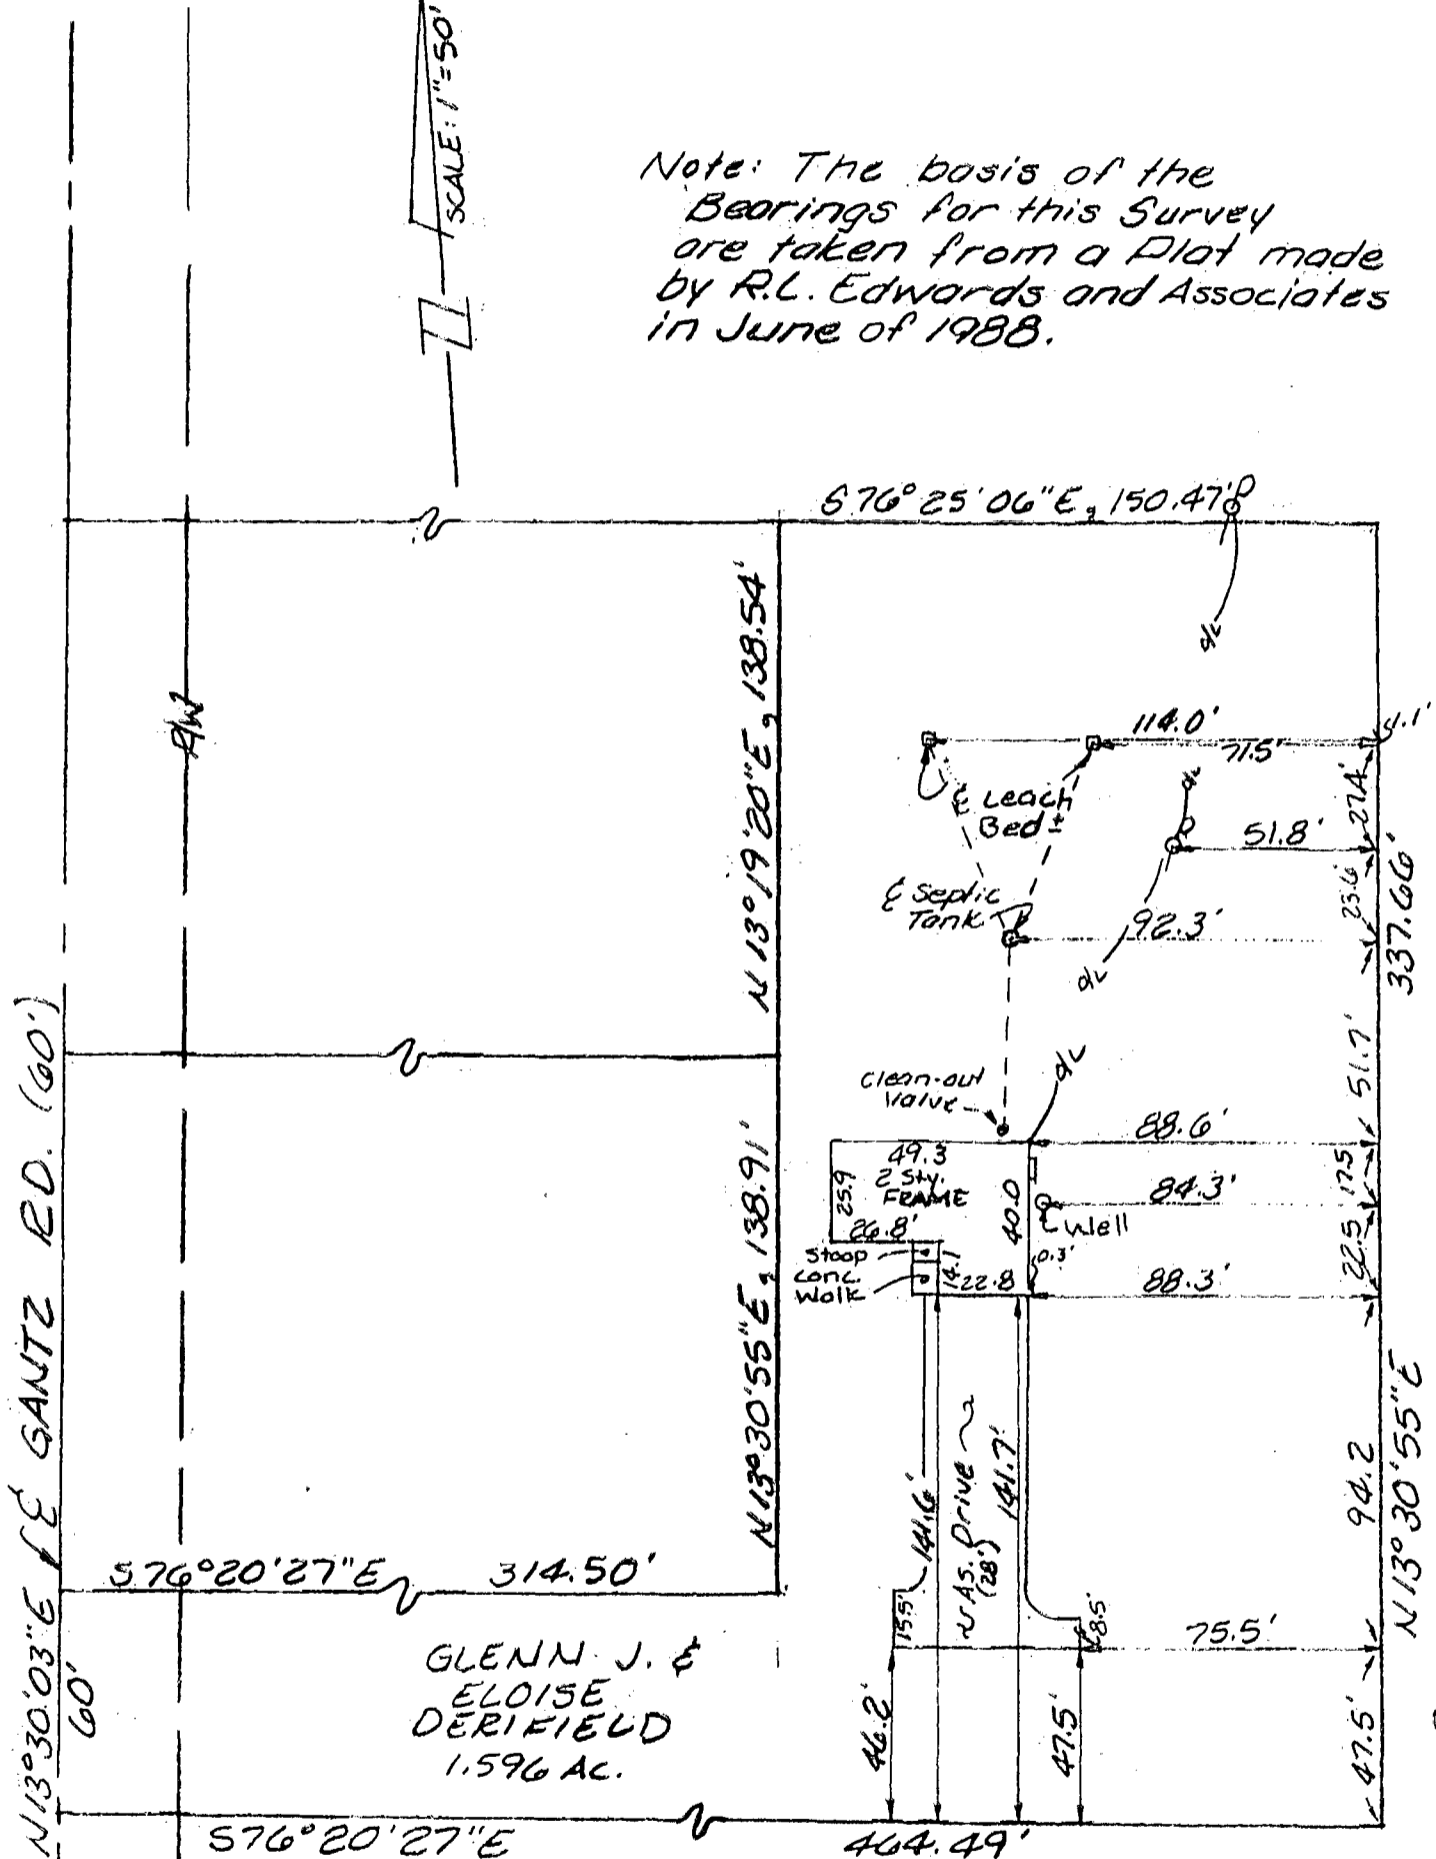 SCALE: 1"=50'
Note: The basis of the
Bearings for this Survey
are taken from a Plat made
by R.L. Edwards and Associates
in June of 1988.
S76°25'06"E, 150.47'
N13°19'20"E, 138.54'
R/W
114.0'
4.1'
71.5'
℄ Leach
Bed ±
27.4'
51.8'
23.6'
℄ Septic
Tank
92.3'
337.66'
51.7'
Clean-out
Valve
88.6'
49.3
2 Sty.
FRAME
25.9
40.0
17.5
84.3'
℄ Well
26.8'
Stoop
Conc.
Walk
14.1
22.8
0.3'
22.5
88.3'
N13°30'55"E, 138.91'
N13°30'03"E ℄ GANTZ RD. (60')
60'
141.6'
As. Drive
(28')
141.7'
94.2
N13°30'55"E
S76°20'27"E 314.50'
15.5'
8.5'
75.5'
GLENN J. &
ELOISE
DERIFIELD
1.596 AC.
46.2'
47.5'
47.5'
S76°20'27"E 464.49'